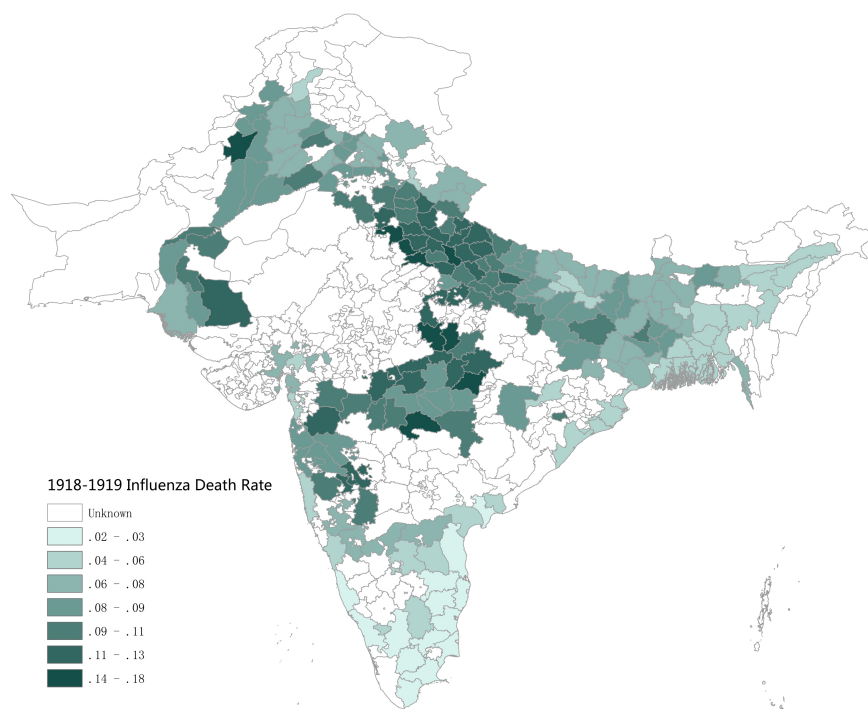 1918-1919 Influenza Death Rate
Unknown
.02 - .03
.04 - .06
.06 - .08
.08 - .09
.09 - .11
.11 - .13
.14 - .18